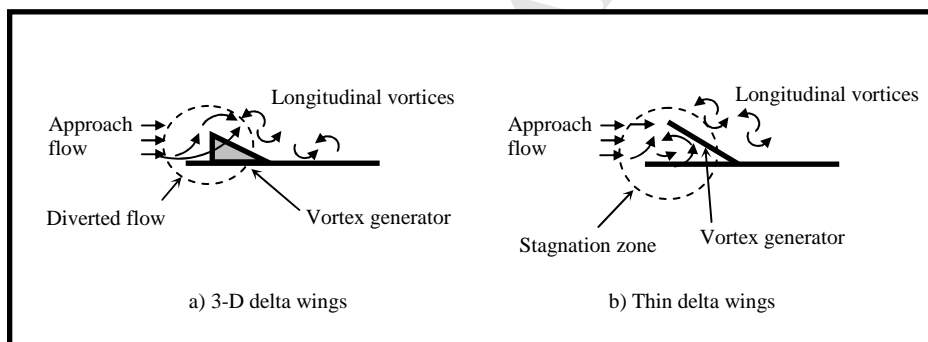 Longitudinal vortices
Approach
flow
Diverted flow
Vortex generator
a) 3-D delta wings
Longitudinal vortices
Approach
flow
Stagnation zone
Vortex generator
b) Thin delta wings